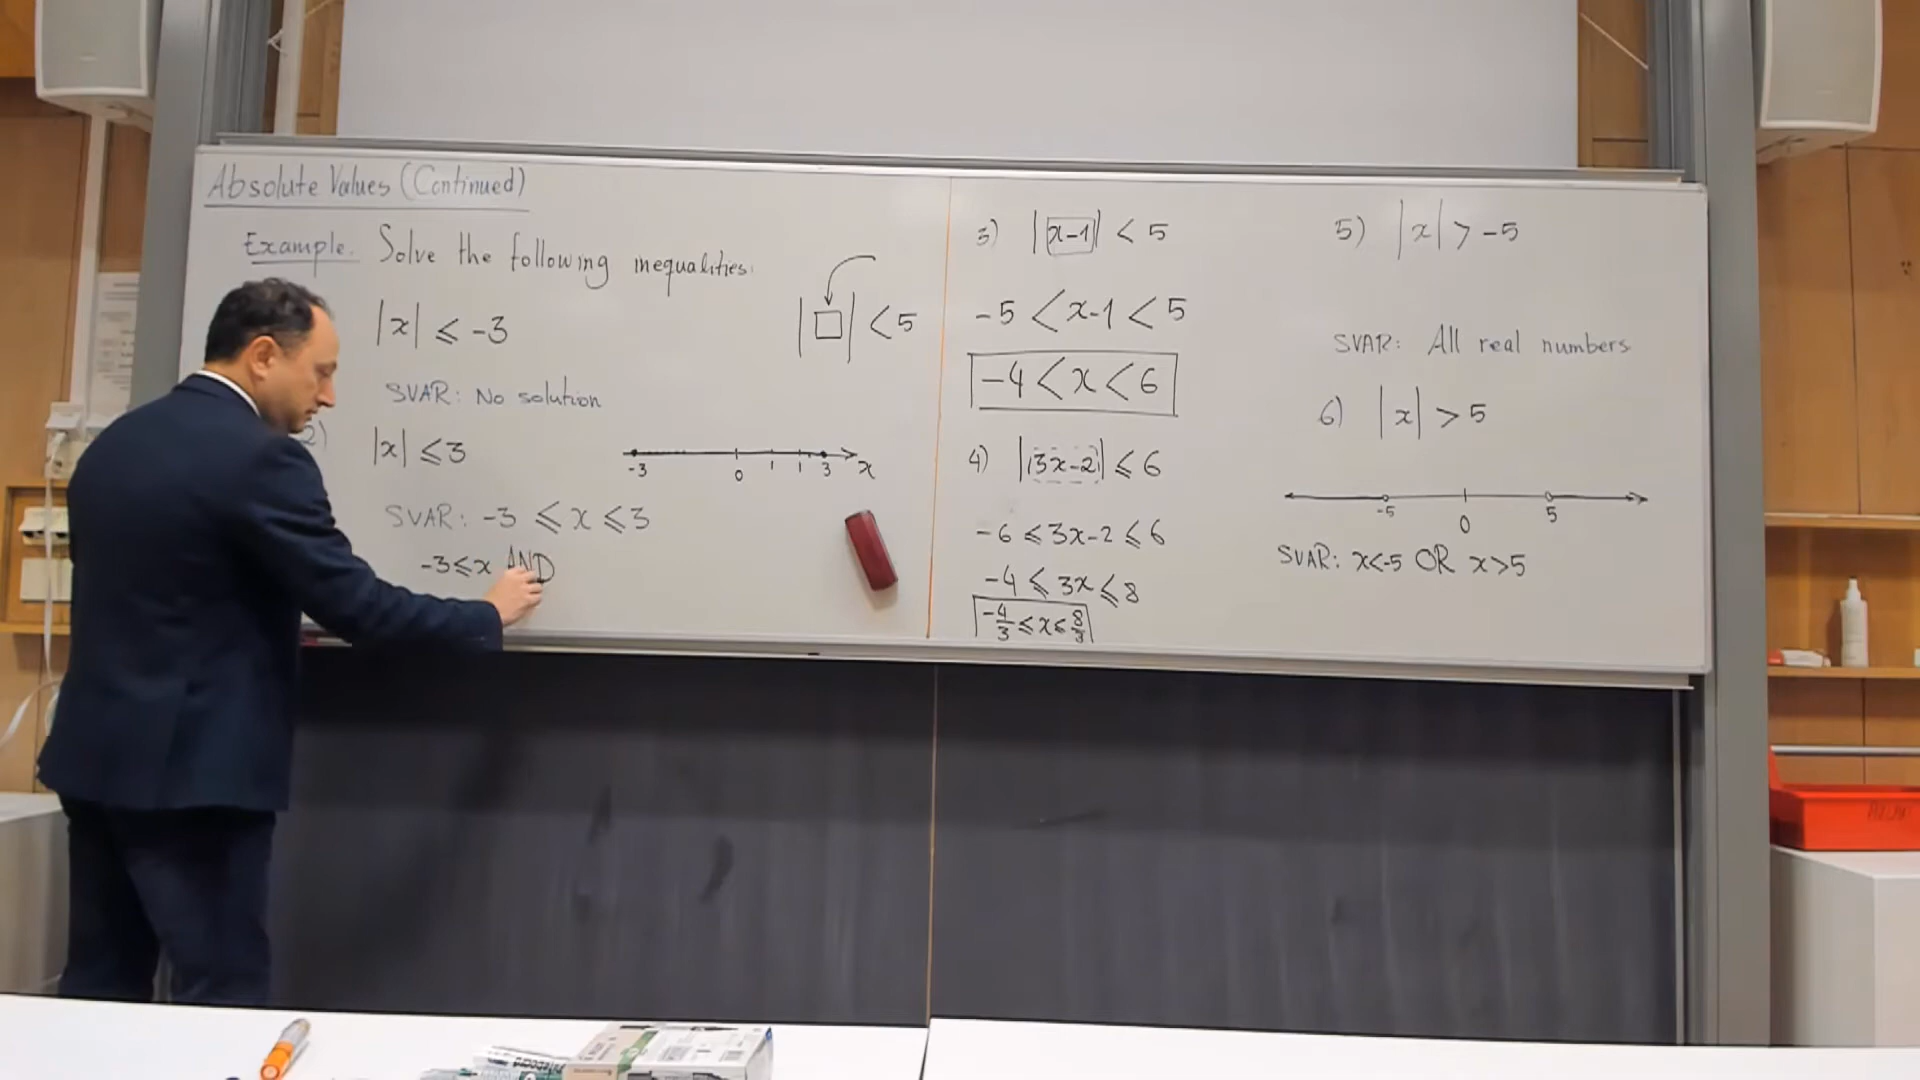 Absolute Values (Continued)
Example. Solve the following inequalities:
|x| ⩽ -3
SVAR: No solution
2) |x| ⩽ 3
-3 0 1 1 3 x
SVAR: -3 ⩽ x ⩽ 3
-3 ⩽ x AND
|□| < 5
3) |x-1| < 5
-5 < x-1 < 5
-4 < x < 6
4) |3x-2| ⩽ 6
-6 ⩽ 3x-2 ⩽ 6
-4 ⩽ 3x ⩽ 8
-4/3 ⩽ x ⩽ 8/3
5) |x| > -5
SVAR: All real numbers
6) |x| > 5
-5 0 5
SVAR: x<-5 OR x>5